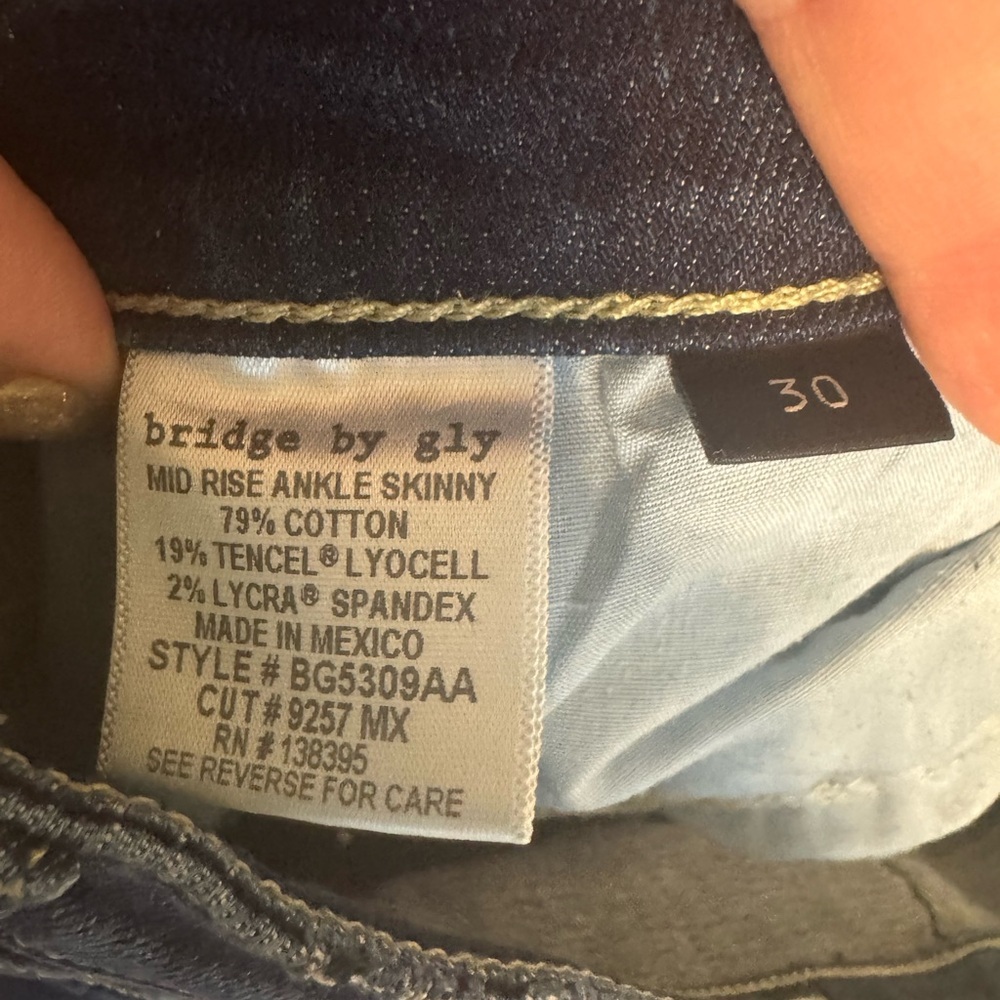 bridge by gly
MID RISE ANKLE SKINNY
79% COTTON
19% TENCEL® LYOCELL
2% LYCRA® SPANDEX
MADE IN MEXICO
STYLE # BG5309AA
CUT # 9257 MX
RN # 138395
SEE REVERSE FOR CARE
30